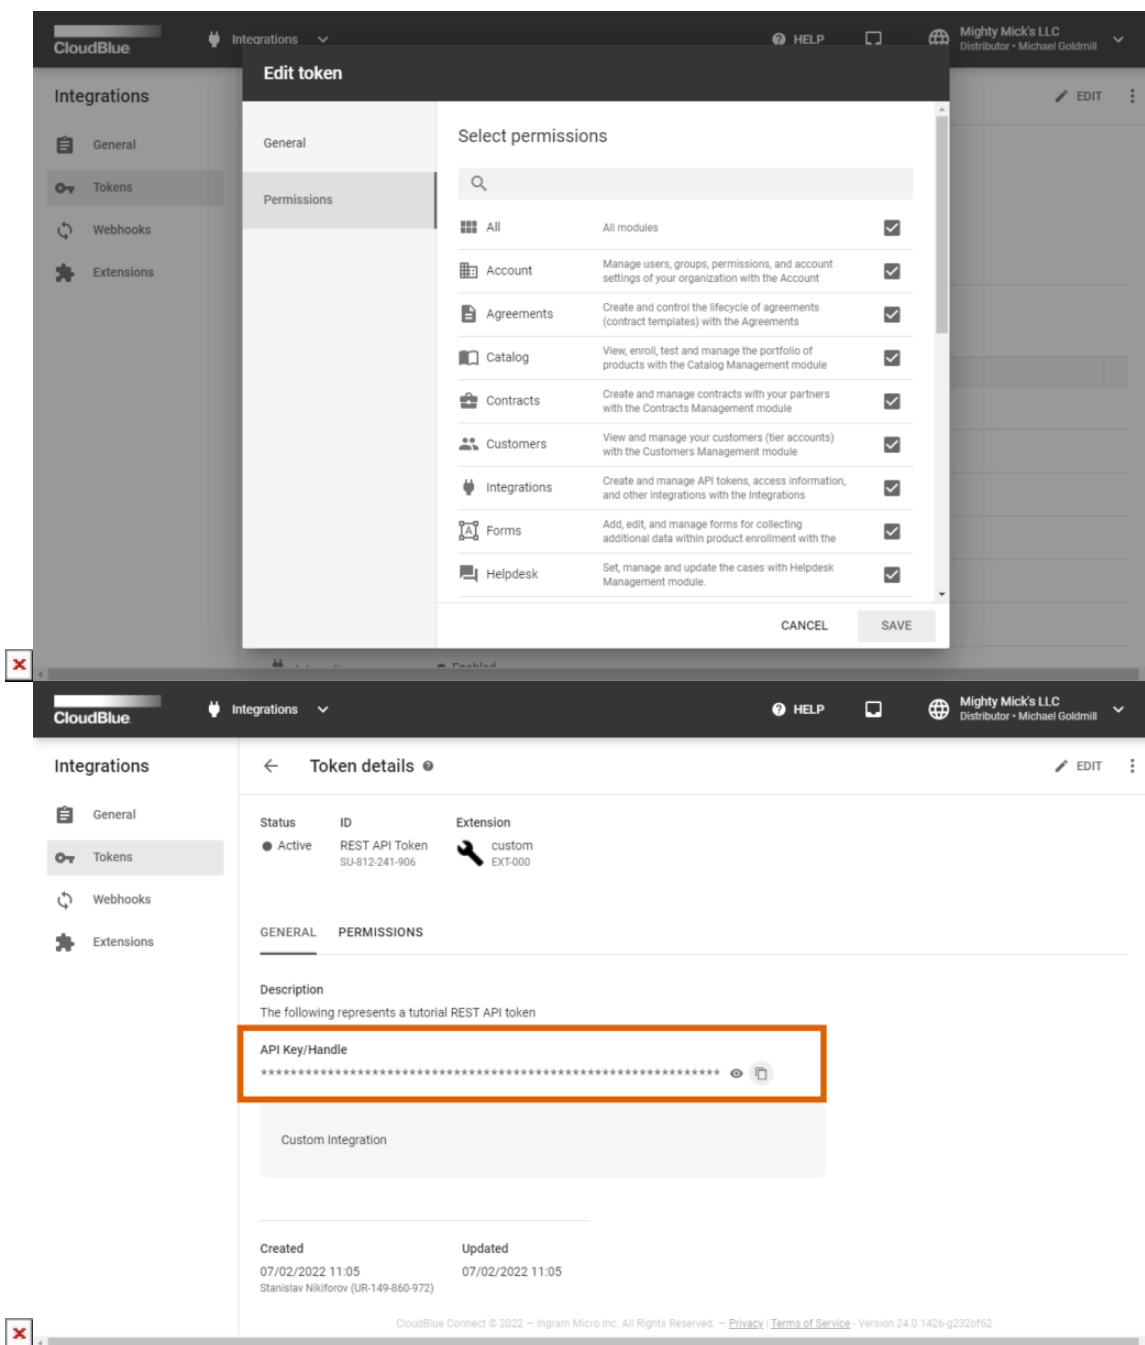 CloudBlue
Integrations
HELP
Mighty Mick's LLC
Distributor • Michael Goldmill
Edit token
Integrations
EDIT
General
Tokens
Webhooks
Extensions
General
Permissions
Select permissions
All
All modules
Account
Manage users, groups, permissions, and account
settings of your organization with the Account
Agreements
Create and control the lifecycle of agreements
(contract templates) with the Agreements
Catalog
View, enroll, test and manage the portfolio of
products with the Catalog Management module
Contracts
Create and manage contracts with your partners
with the Contracts Management module
Customers
View and manage your customers (tier accounts)
with the Customers Management module
Integrations
Create and manage API tokens, access information,
and other integrations with the Integrations
Forms
Add, edit, and manage forms for collecting
additional data within product enrollment with the
Helpdesk
Set, manage and update the cases with Helpdesk
Management module.
CANCEL
SAVE
Enabled
CloudBlue
Integrations
HELP
Mighty Mick's LLC
Distributor • Michael Goldmill
Integrations
Token details
EDIT
General
Tokens
Webhooks
Extensions
Status
ID
Extension
Active
REST API Token
custom
SU-812-241-906
EXT-000
GENERAL
PERMISSIONS
Description
The following represents a tutorial REST API token
API Key/Handle
**************************************************************
Custom Integration
Created
Updated
07/02/2022 11:05
07/02/2022 11:05
Stanislav Nikiforov (UR-149-860-972)
CloudBlue Connect © 2022 — Ingram Micro Inc. All Rights Reserved. — Privacy | Terms of Service - Version 24.0.1426-g232bf62